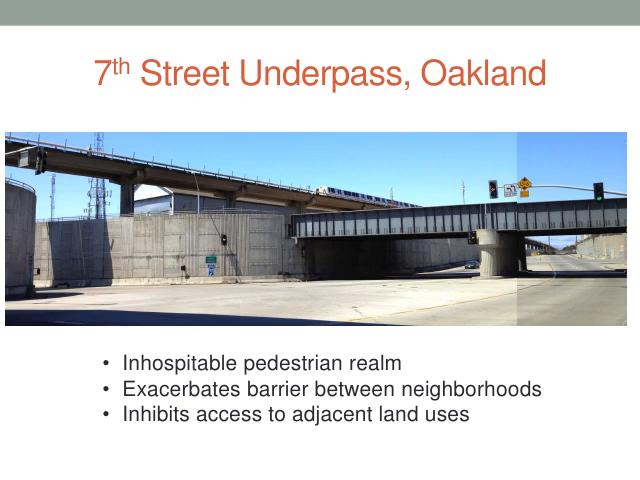 7th Street Underpass, Oakland
• Inhospitable pedestrian realm
• Exacerbates barrier between neighborhoods
• Inhibits access to adjacent land uses